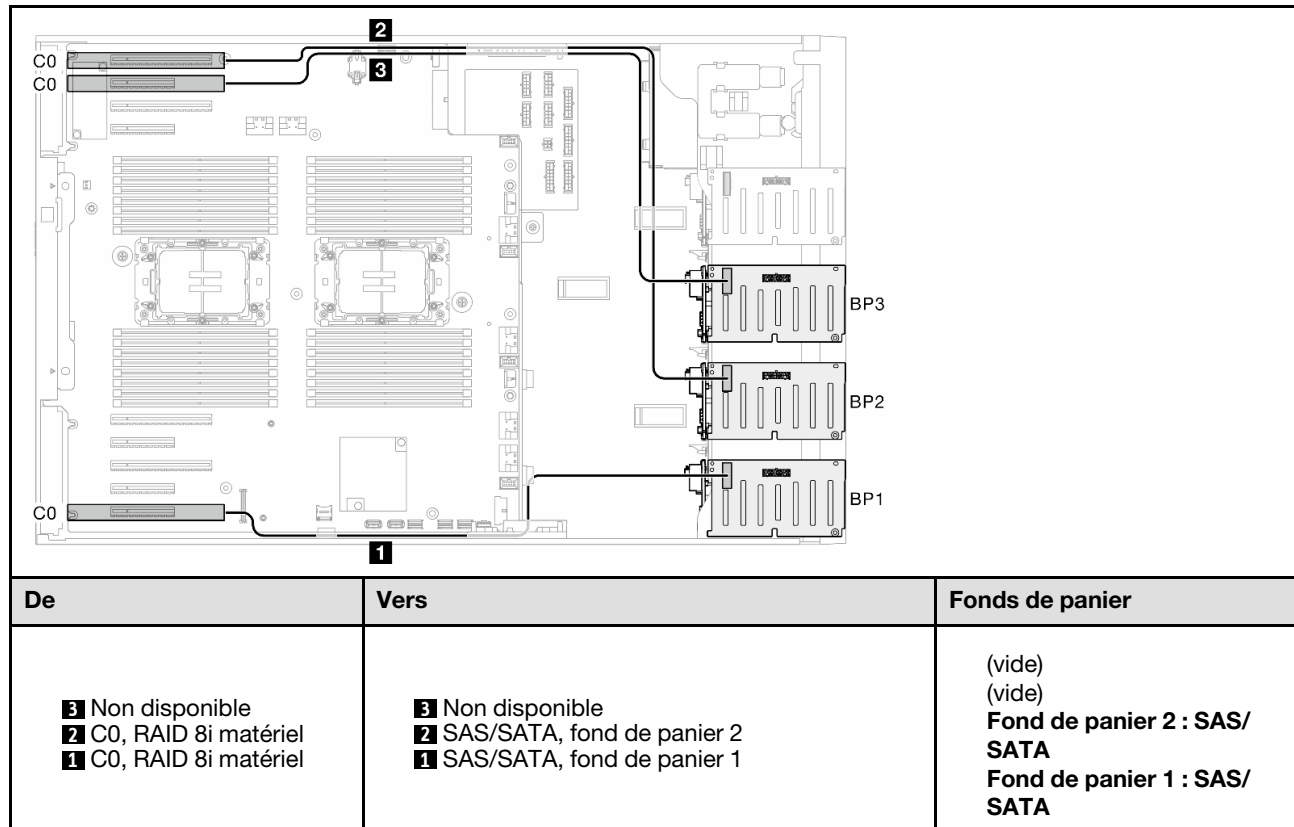 2
C0
C0
3
BP3
BP2
BP1
C0
1
De
Vers
Fonds de panier
3 Non disponible
2 C0, RAID 8i matériel
1 C0, RAID 8i matériel
3 Non disponible
2 SAS/SATA, fond de panier 2
1 SAS/SATA, fond de panier 1
(vide)
(vide)
Fond de panier 2 : SAS/
SATA
Fond de panier 1 : SAS/
SATA